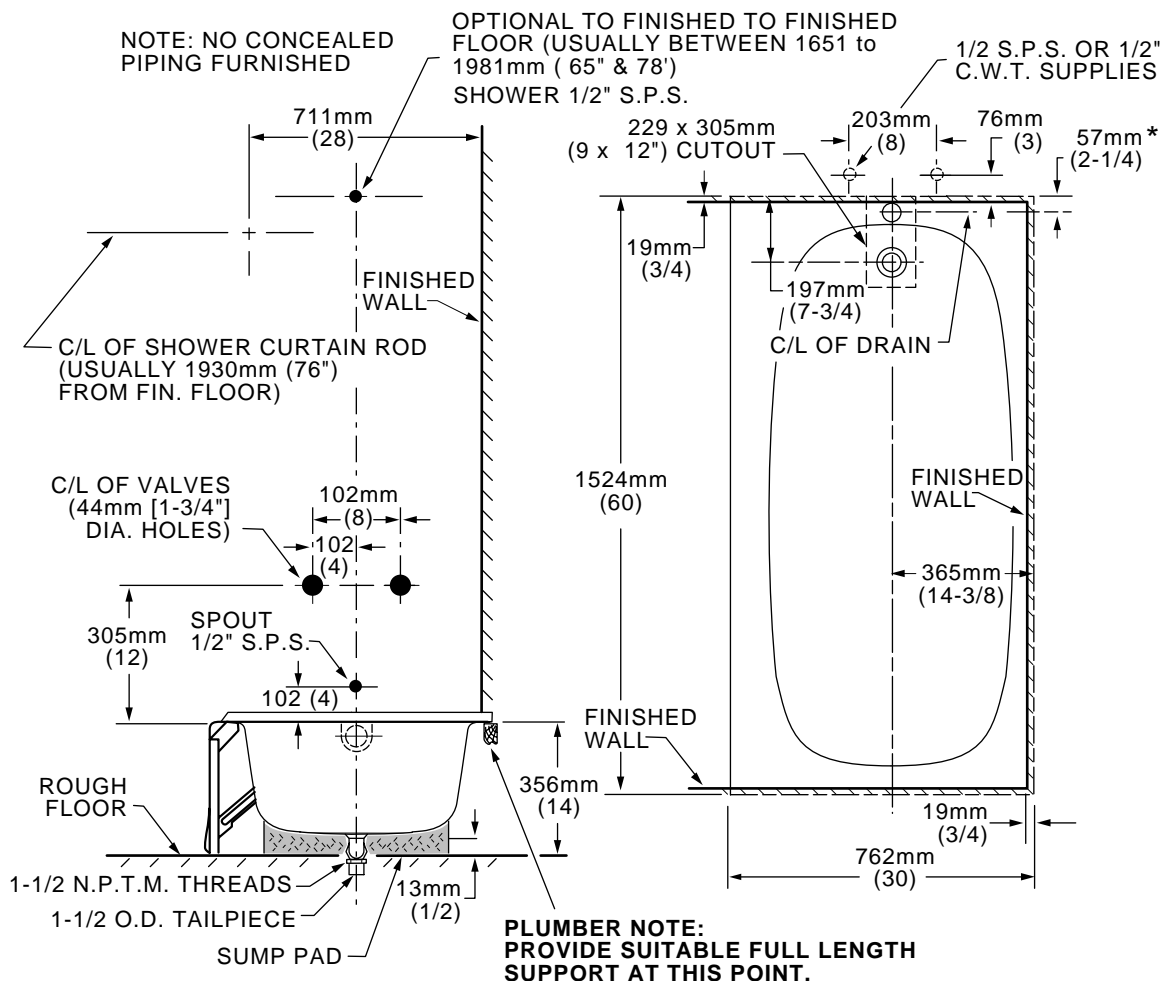 NOTE: NO CONCEALED
PIPING FURNISHED
OPTIONAL TO FINISHED TO FINISHED
FLOOR (USUALLY BETWEEN 1651 to
1981mm ( 65" & 78')
SHOWER 1/2" S.P.S.
1/2 S.P.S. OR 1/2"
C.W.T. SUPPLIES
711mm
(28)
229 x 305mm
(9 x 12") CUTOUT
203mm
(8)
76mm
(3)
57mm *
(2-1/4)
19mm
(3/4)
FINISHED
WALL
197mm
(7-3/4)
C/L OF DRAIN
C/L OF SHOWER CURTAIN ROD
(USUALLY 1930mm (76")
FROM FIN. FLOOR)
C/L OF VALVES
(44mm [1-3/4"]
DIA. HOLES)
102mm
(8)
102
(4)
1524mm
(60)
FINISHED
WALL
365mm
(14-3/8)
305mm
(12)
SPOUT
1/2" S.P.S.
102 (4)
FINISHED
WALL
ROUGH
FLOOR
356mm
(14)
19mm
(3/4)
762mm
(30)
1-1/2 N.P.T.M. THREADS
1-1/2 O.D. TAILPIECE
SUMP PAD
13mm
(1/2)
PLUMBER NOTE:
PROVIDE SUITABLE FULL LENGTH
SUPPORT AT THIS POINT.